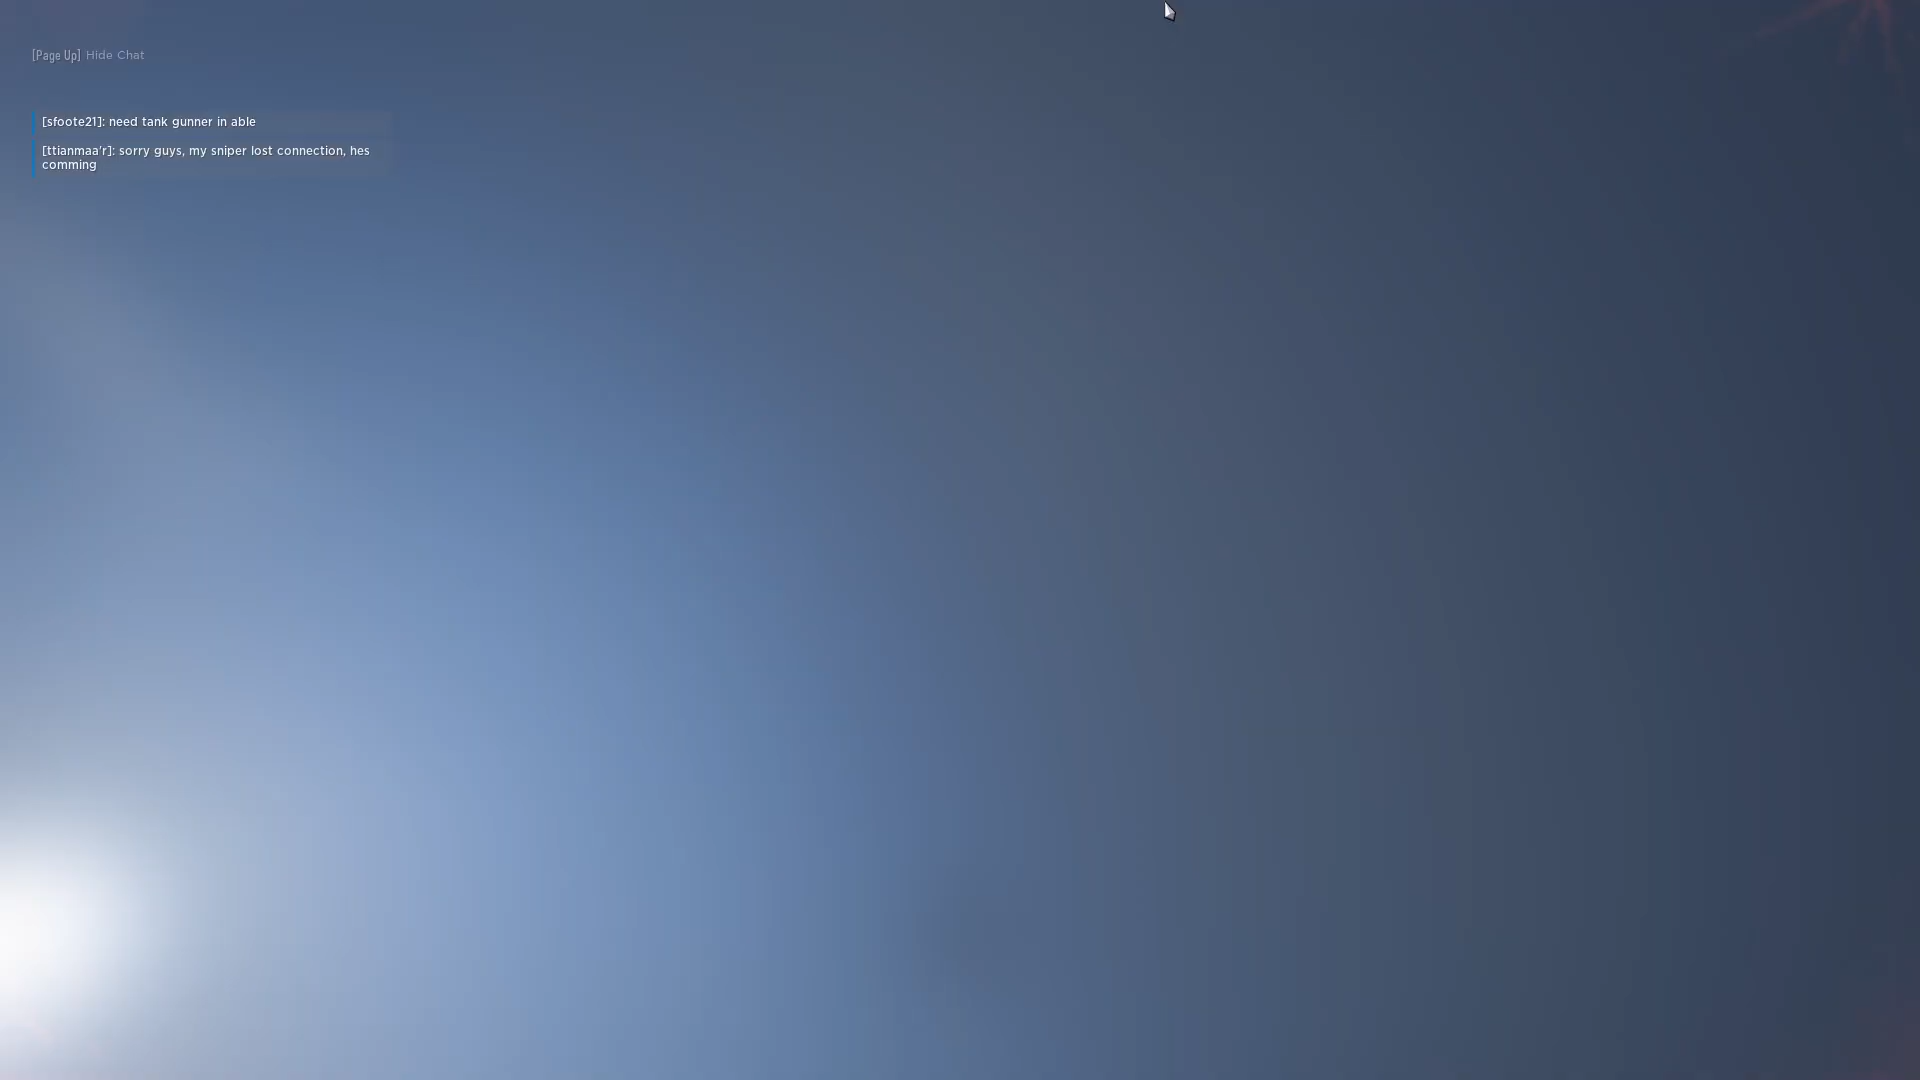 [Page Up] Hide Chat
[sfoote21]: need tank gunner in able
[ttianmaa'r]: sorry guys, my sniper lost connection, hes
comming